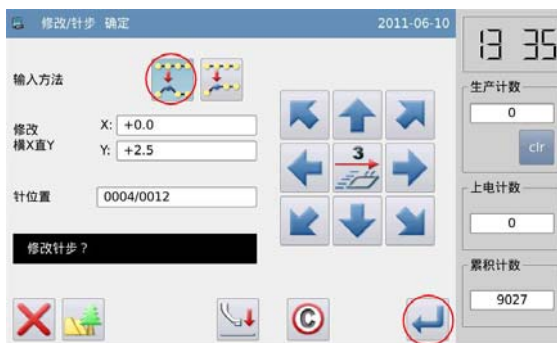 修改/针步 确定 2011-06-10
13 35
输入方法
生产计数
0
clr
修改
横X直Y
X: +0.0
Y: +2.5
3
上电计数
0
针位置 0004/0012
修改针步？
累积计数
9027
C